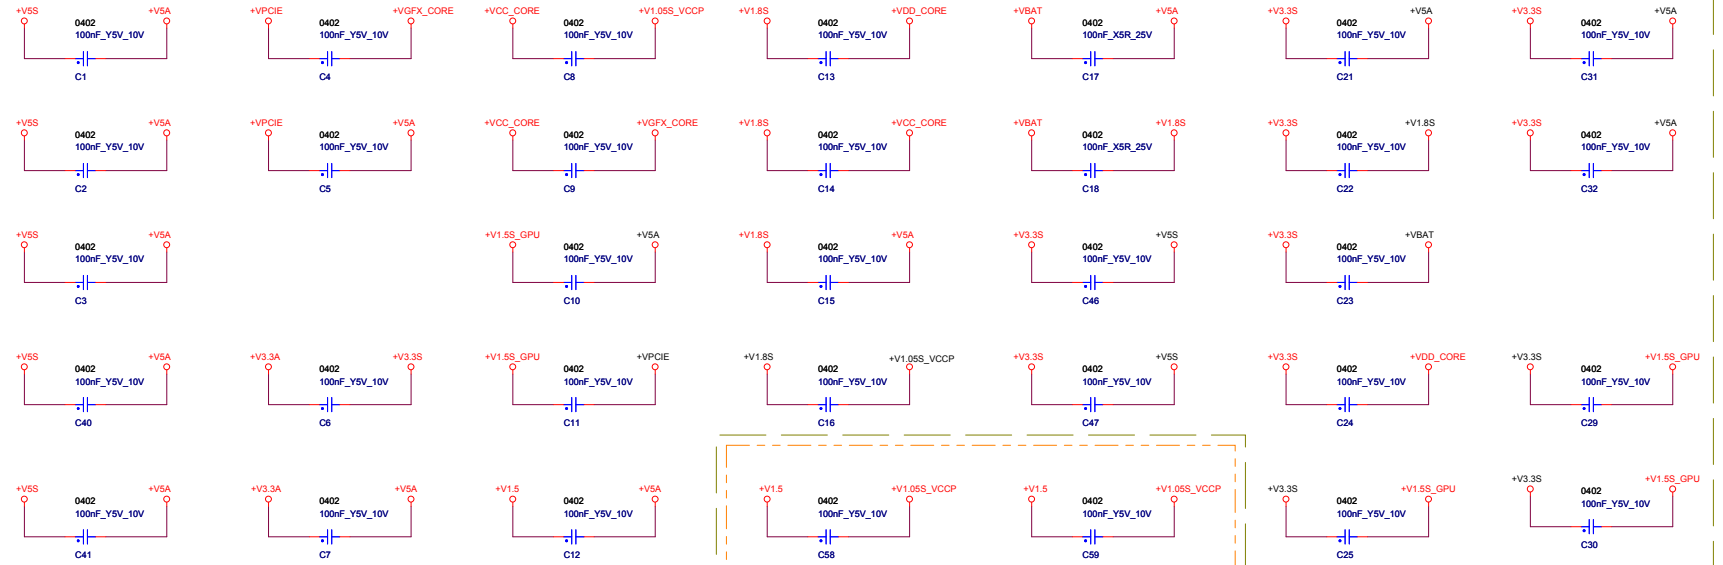 +V5S +V5A +VPCIE +VGFX_CORE +VCC_CORE +V1.05S_VCCP +V1.8S +VDD_CORE +VBAT +V5A +V3.3S +V5A +V3.3S +V5A
0402 0402 0402 0402 0402 0402 0402
100nF_Y5V_10V 100nF_Y5V_10V 100nF_Y5V_10V 100nF_Y5V_10V 100nF_X5R_25V 100nF_Y5V_10V 100nF_Y5V_10V
C1 C4 C8 C13 C17 C21 C31
+V5S +V5A +VPCIE +V5A +VCC_CORE +VGFX_CORE +V1.8S +VCC_CORE +VBAT +V1.8S +V3.3S +V1.8S +V3.3S +V5A
0402 0402 0402 0402 0402 0402 0402
100nF_Y5V_10V 100nF_Y5V_10V 100nF_Y5V_10V 100nF_Y5V_10V 100nF_X5R_25V 100nF_Y5V_10V 100nF_Y5V_10V
C2 C5 C9 C14 C18 C22 C32
+V5S +V5A +V1.5S_GPU +V5A +V1.8S +V5A +V3.3S +V5S +V3.3S +VBAT
0402 0402 0402 0402 0402
100nF_Y5V_10V 100nF_Y5V_10V 100nF_Y5V_10V 100nF_Y5V_10V 100nF_Y5V_10V
C3 C10 C15 C46 C23
+V5S +V5A +V3.3A +V3.3S +V1.5S_GPU +VPCIE +V1.8S +V1.05S_VCCP +V3.3S +V5S +V3.3S +VDD_CORE +V3.3S +V1.5S_GPU
0402 0402 0402 0402 0402 0402 0402
100nF_Y5V_10V 100nF_Y5V_10V 100nF_Y5V_10V 100nF_Y5V_10V 100nF_Y5V_10V 100nF_Y5V_10V 100nF_Y5V_10V
C40 C6 C11 C16 C47 C24 C29
+V5S +V5A +V3.3A +V5A +V1.5 +V5A +V1.5 +V1.05S_VCCP +V1.5 +V1.05S_VCCP +V3.3S +V1.5S_GPU +V3.3S +V1.5S_GPU
0402 0402 0402 0402 0402 0402 0402
100nF_Y5V_10V 100nF_Y5V_10V 100nF_Y5V_10V 100nF_Y5V_10V 100nF_Y5V_10V 100nF_Y5V_10V 100nF_Y5V_10V
C41 C7 C12 C58 C59 C25 C30